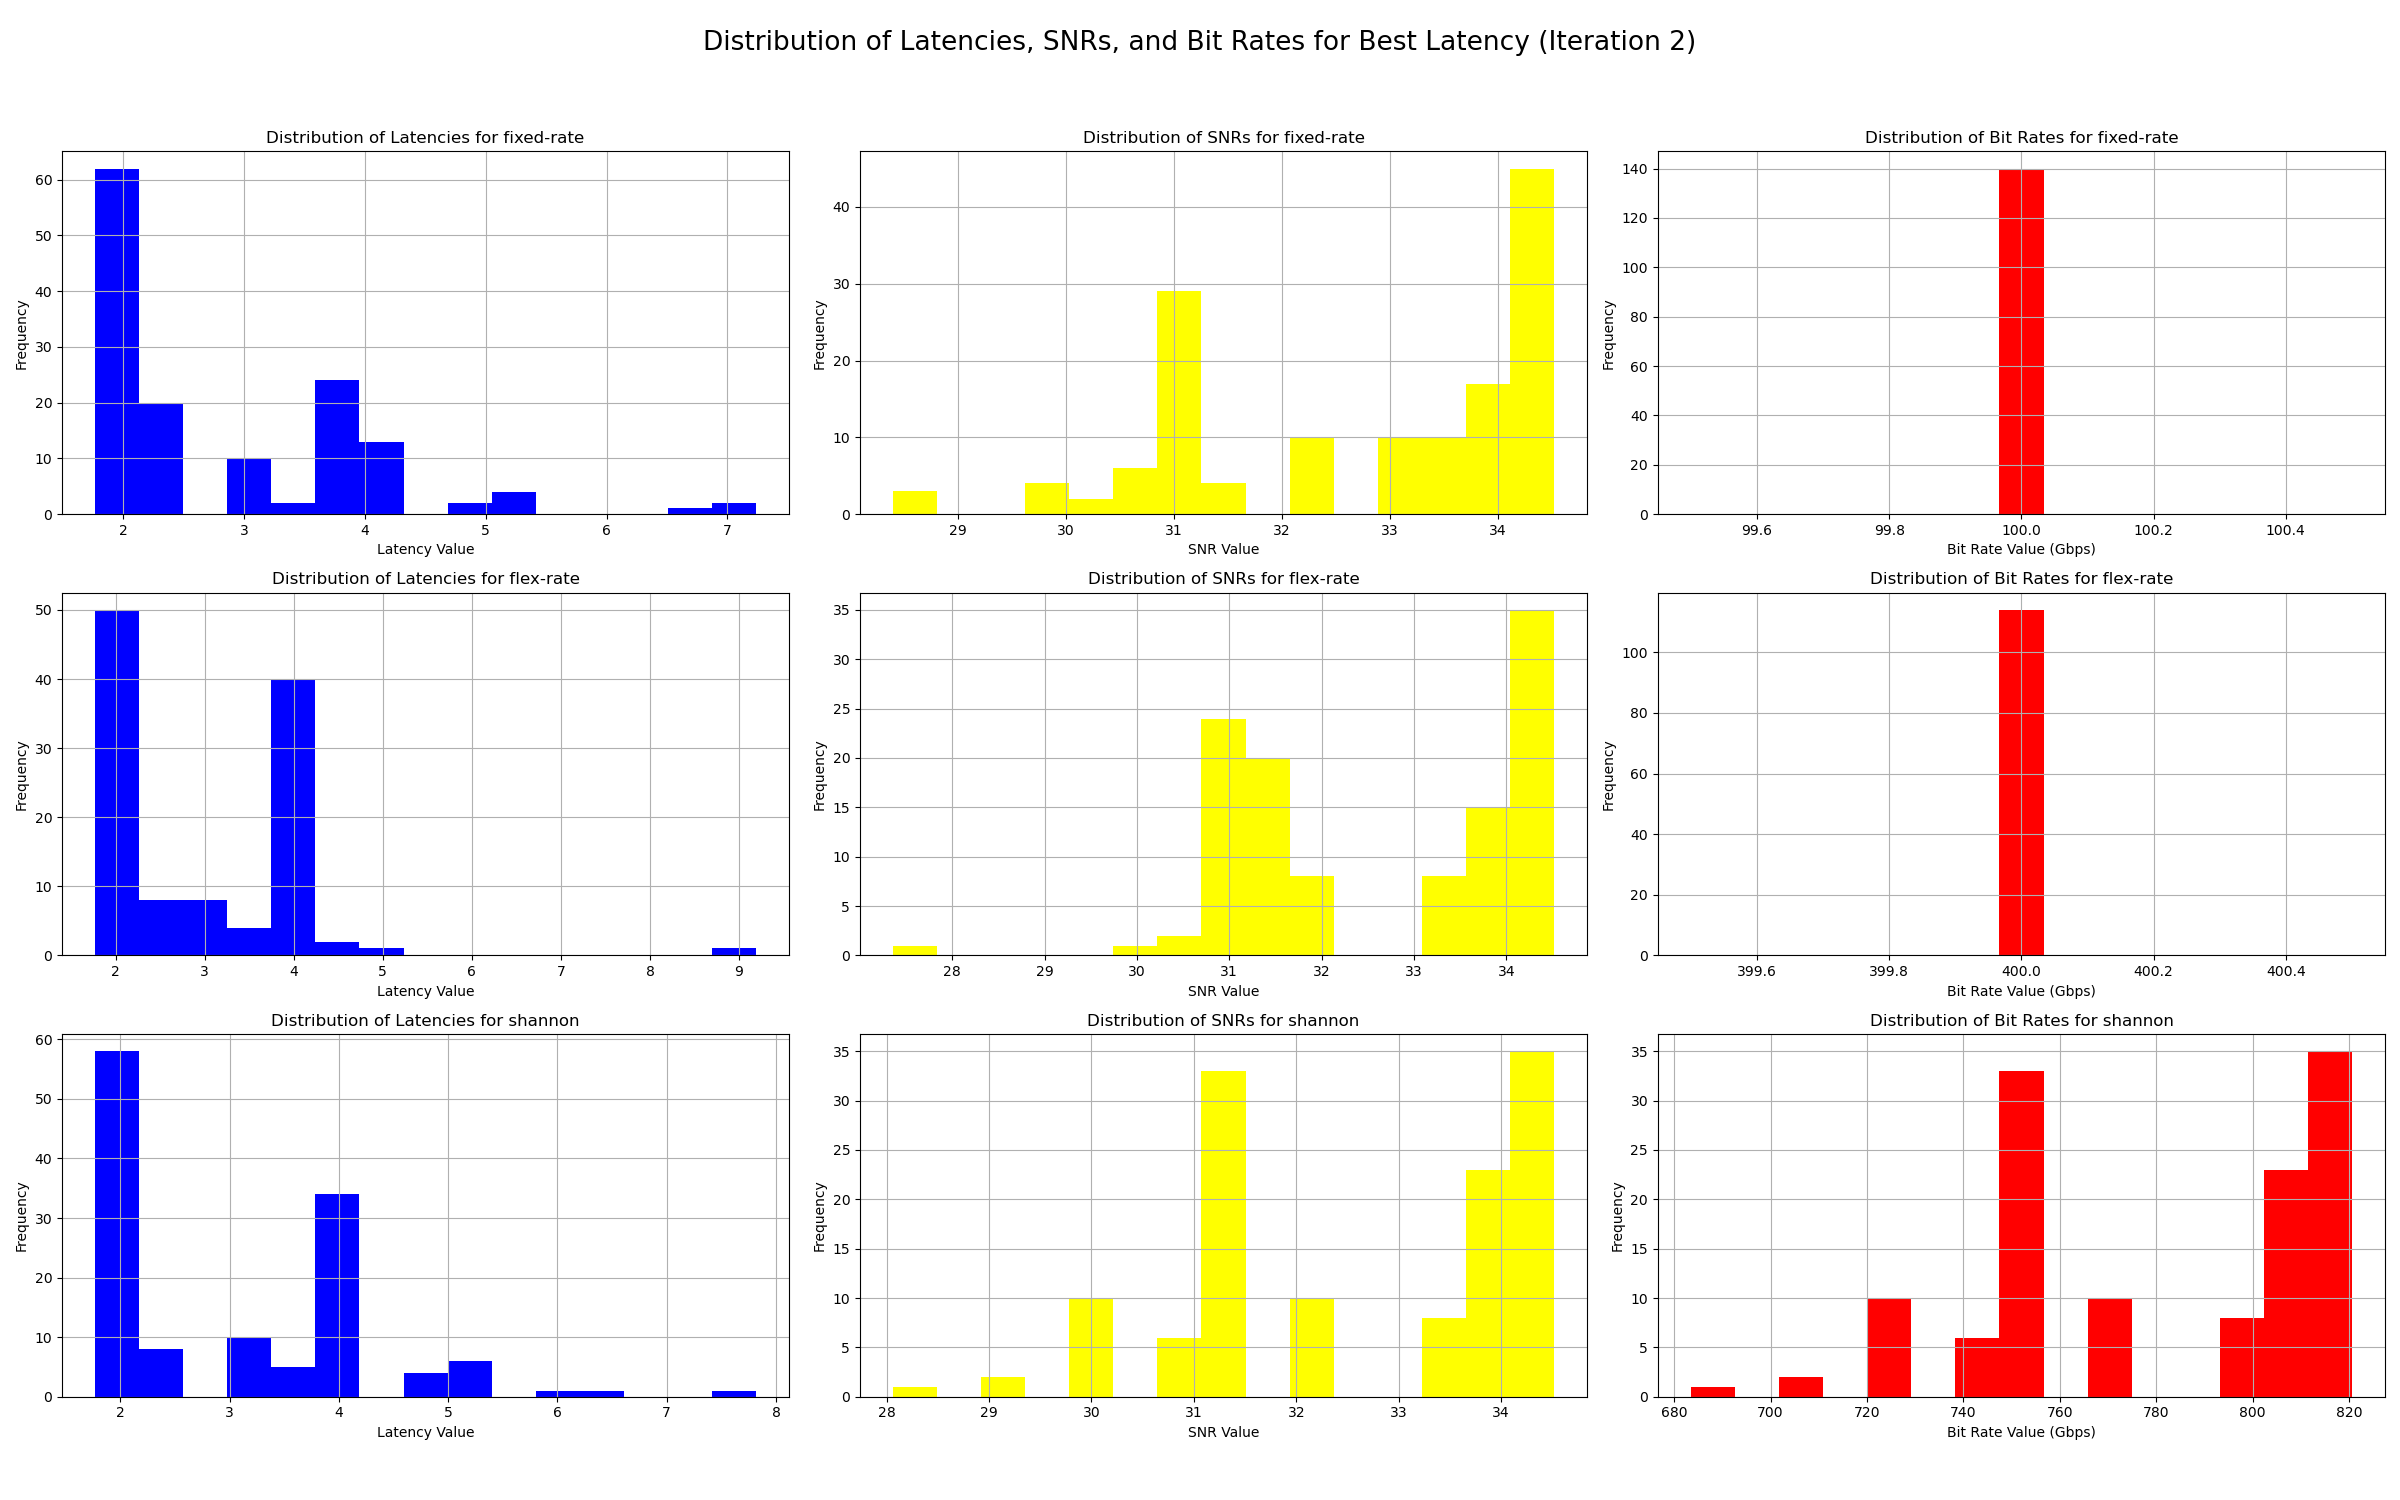 Distribution of Latencies, SNRs, and Bit Rates for Best Latency (Iteration 2)
Distribution of Latencies for fixed-rate
Frequency
60
50
40
30
20
10
0
2 3 4 5 6 7
Latency Value
Distribution of SNRs for fixed-rate
Frequency
40
30
20
10
0
29 30 31 32 33 34
SNR Value
Distribution of Bit Rates for fixed-rate
Frequency
140
120
100
80
60
40
20
0
99.6 99.8 100.0 100.2 100.4
Bit Rate Value (Gbps)
Distribution of Latencies for flex-rate
Frequency
50
40
30
20
10
0
2 3 4 5 6 7 8 9
Latency Value
Distribution of SNRs for flex-rate
Frequency
35
30
25
20
15
10
5
0
28 29 30 31 32 33 34
SNR Value
Distribution of Bit Rates for flex-rate
Frequency
100
80
60
40
20
0
399.6 399.8 400.0 400.2 400.4
Bit Rate Value (Gbps)
Distribution of Latencies for shannon
Frequency
60
50
40
30
20
10
0
2 3 4 5 6 7 8
Latency Value
Distribution of SNRs for shannon
Frequency
35
30
25
20
15
10
5
0
28 29 30 31 32 33 34
SNR Value
Distribution of Bit Rates for shannon
Frequency
35
30
25
20
15
10
5
0
680 700 720 740 760 780 800 820
Bit Rate Value (Gbps)